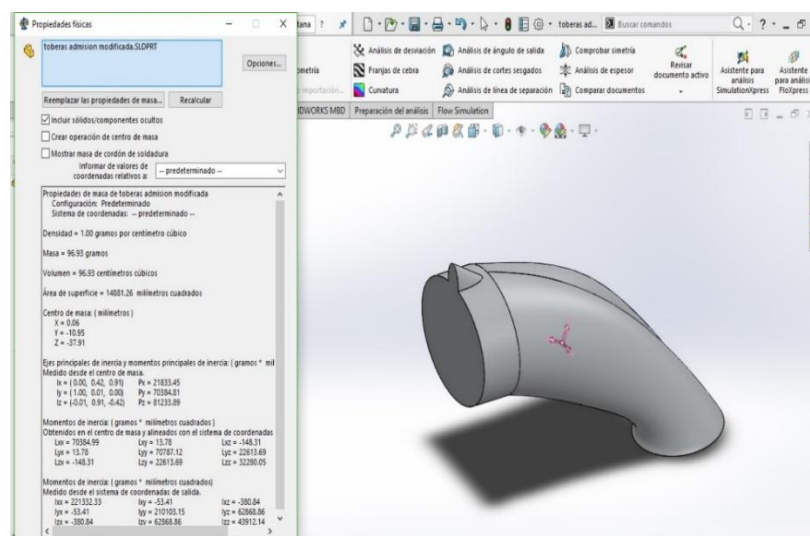 Propiedades físicas
toberas admision modificada.SLDPRT
Opciones...
Reemplazar las propiedades de masa...
Recalcular
Incluir sólidos/componentes ocultos
Crear operación de centro de masa
Mostrar masa de cordón de soldadura
Informar de valores de
coordenadas relativos a:
-- predeterminado --
Propiedades de masa de toberas admision modificada
Configuración: Predeterminado
Sistema de coordenadas: -- predeterminado --
Densidad = 1.00 gramos por centímetro cúbico
Masa = 96.93 gramos
Volumen = 96.93 centímetros cúbicos
Área de superficie = 14881.26 milímetros cuadrados
Centro de masa: ( milímetros )
X = 0.06
Y = -10.95
Z = -37.91
Ejes principales de inercia y momentos principales de inercia: ( gramos * mil
Medido desde el centro de masa.
Ix = ( 0.00, 0.42, 0.91) Px = 21833.45
Iy = ( 1.00, 0.01, 0.00) Py = 70384.81
Iz = (-0.01, 0.91, -0.42) Pz = 81233.89
Momentos de inercia: ( gramos * milímetros cuadrados )
Obtenidos en el centro de masa y alineados con el sistema de coordenadas
Lxx = 70384.99 Lxy = 13.78 Lxz = -148.31
Lyx = 13.78 Lyy = 70787.12 Lyz = 22613.69
Lzx = -148.31 Lzy = 22613.69 Lzz = 32280.05
Momentos de inercia: ( gramos * milímetros cuadrados)
Medido desde el sistema de coordenadas de salida.
Ixx = 221332.33 Ixy = -53.41 Ixz = -380.84
Iyx = -53.41 Iyy = 210103.15 Iyz = 62868.86
Izx = -380.84 Izy = 62868.86 Izz = 43912.14
tana ?
toberas ad...
Buscar comandos
Análisis de desviación
Análisis de ángulo de salida
Comprobar simetría
ometría
Franjas de cebra
Análisis de cortes sesgados
Análisis de espesor
importación...
Curvatura
Análisis de línea de separación
Comparar documentos
Revisar
documento activo
Asistente para
análisis
SimulationXpress
Asistente
para análisi
FloXpress
IDWORKS MBD
Preparación del análisis
Flow Simulation